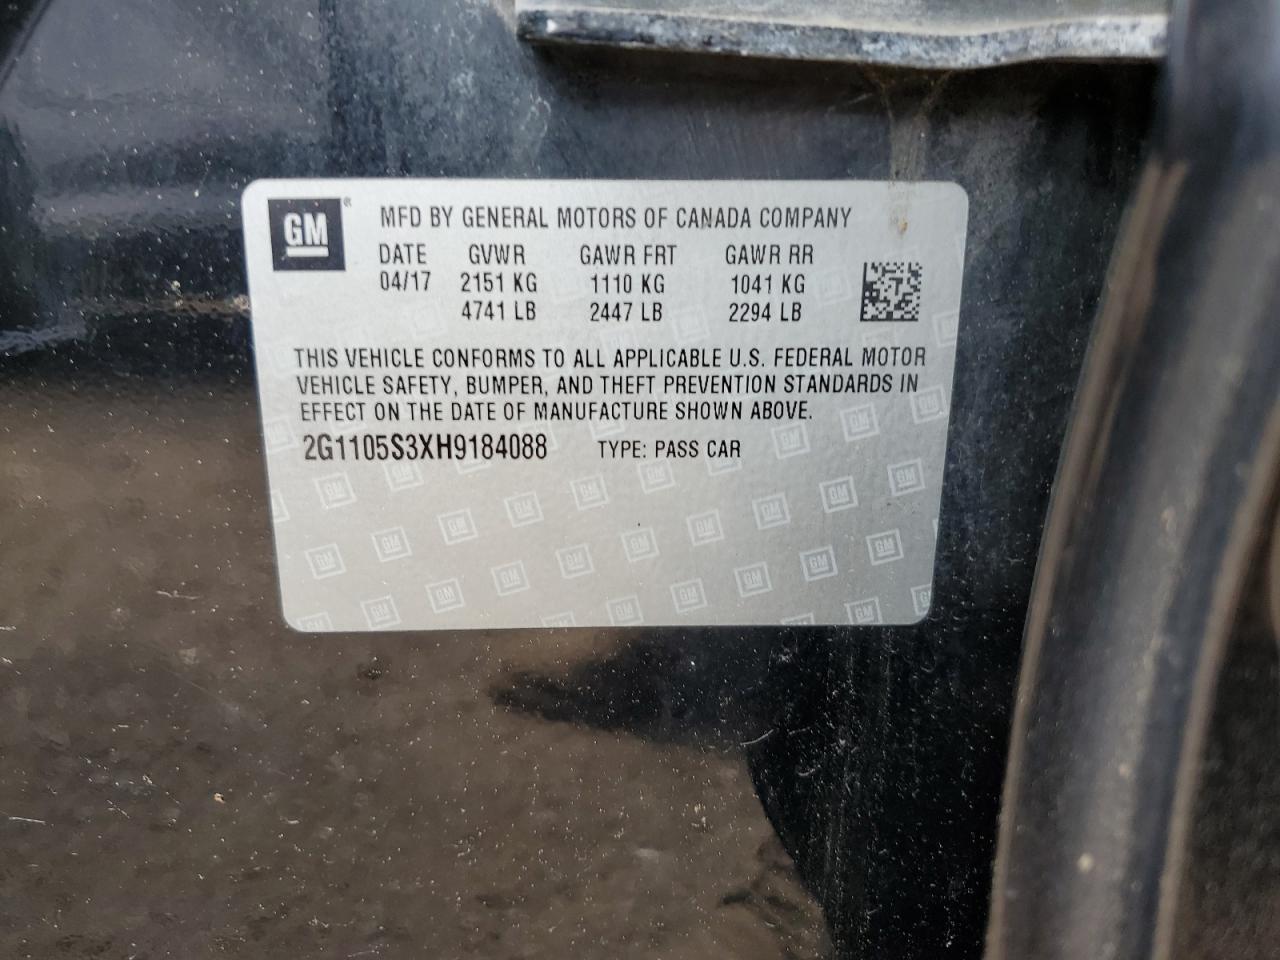 GM ®
MFD BY GENERAL MOTORS OF CANADA COMPANY
DATE GVWR GAWR FRT GAWR RR
04/17 2151 KG 1110 KG 1041 KG
4741 LB 2447 LB 2294 LB
THIS VEHICLE CONFORMS TO ALL APPLICABLE U.S. FEDERAL MOTOR
VEHICLE SAFETY, BUMPER, AND THEFT PREVENTION STANDARDS IN
EFFECT ON THE DATE OF MANUFACTURE SHOWN ABOVE.
2G1105S3XH9184088 TYPE: PASS CAR